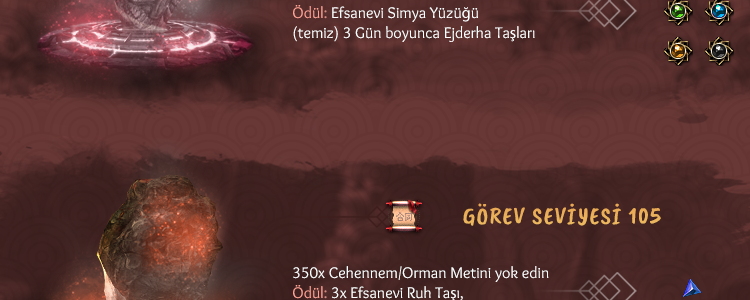 Ödül: Efsanevi Simya Yüzüğü
(temiz) 3 Gün boyunca Ejderha Taşları
GÖREV SEVİYESİ 105
350x Cehennem/Orman Metini yok edin
Ödül: 3x Efsanevi Ruh Taşı,